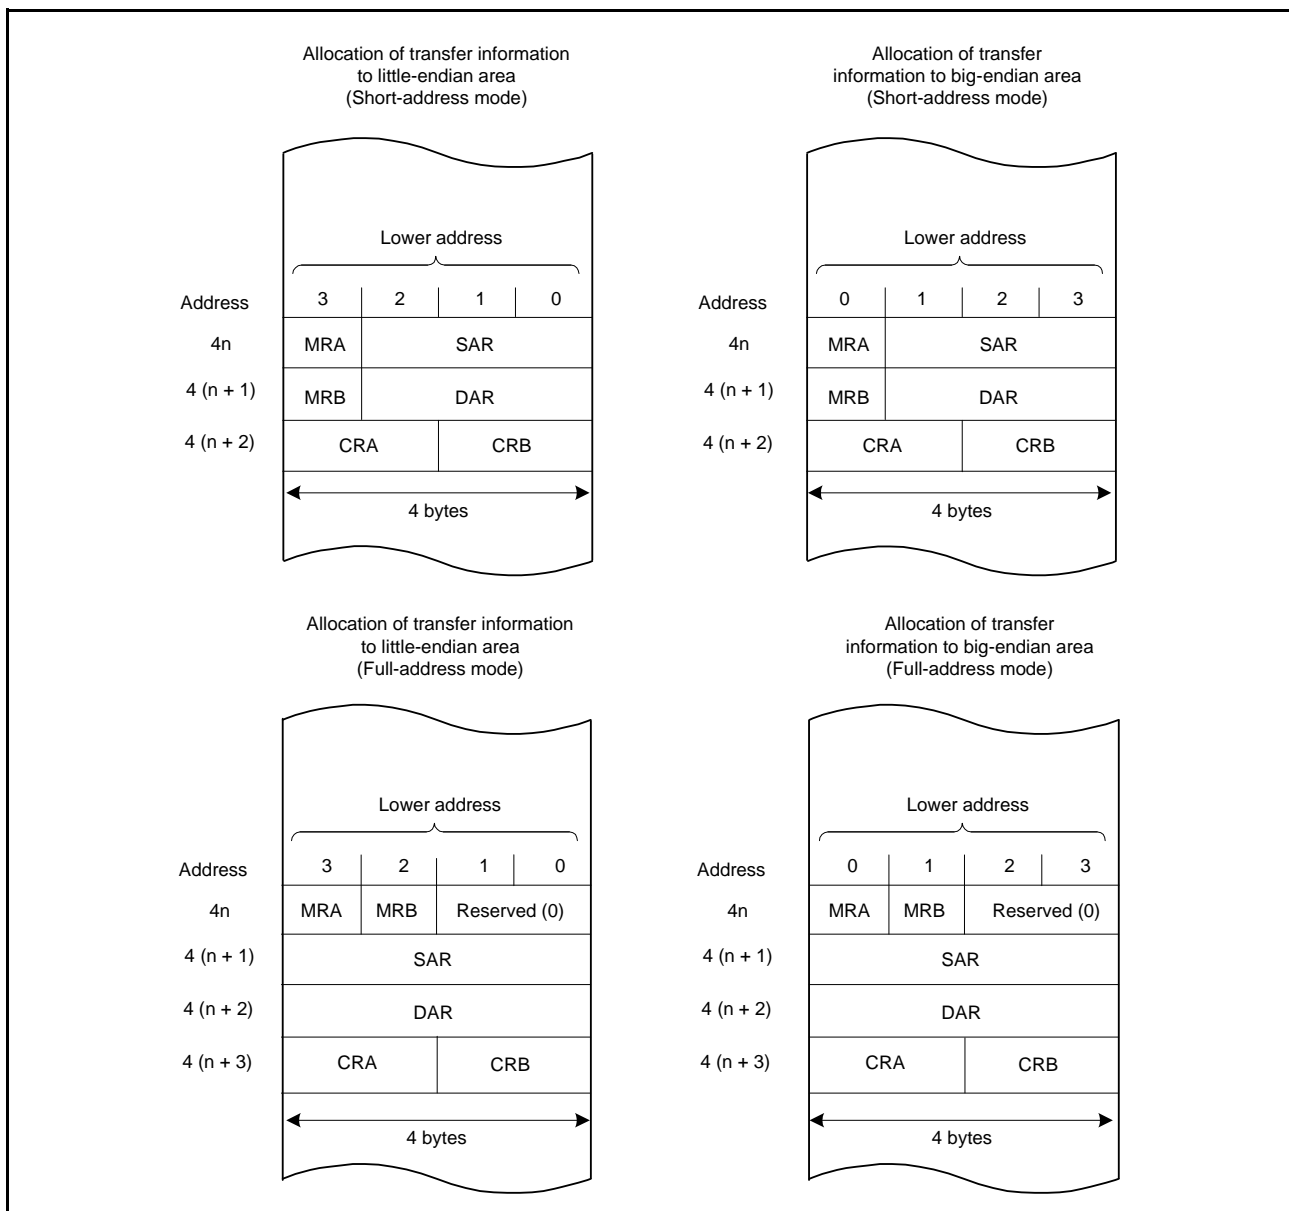 Allocation of transfer information
to little-endian area
(Short-address mode)
Lower address
Address 3 2 1 0
4n MRA SAR
4 (n + 1) MRB DAR
4 (n + 2) CRA CRB
4 bytes
Allocation of transfer
information to big-endian area
(Short-address mode)
Lower address
Address 0 1 2 3
4n MRA SAR
4 (n + 1) MRB DAR
4 (n + 2) CRA CRB
4 bytes
Allocation of transfer information
to little-endian area
(Full-address mode)
Lower address
Address 3 2 1 0
4n MRA MRB Reserved (0)
4 (n + 1) SAR
4 (n + 2) DAR
4 (n + 3) CRA CRB
4 bytes
Allocation of transfer
information to big-endian area
(Full-address mode)
Lower address
Address 0 1 2 3
4n MRA MRB Reserved (0)
4 (n + 1) SAR
4 (n + 2) DAR
4 (n + 3) CRA CRB
4 bytes